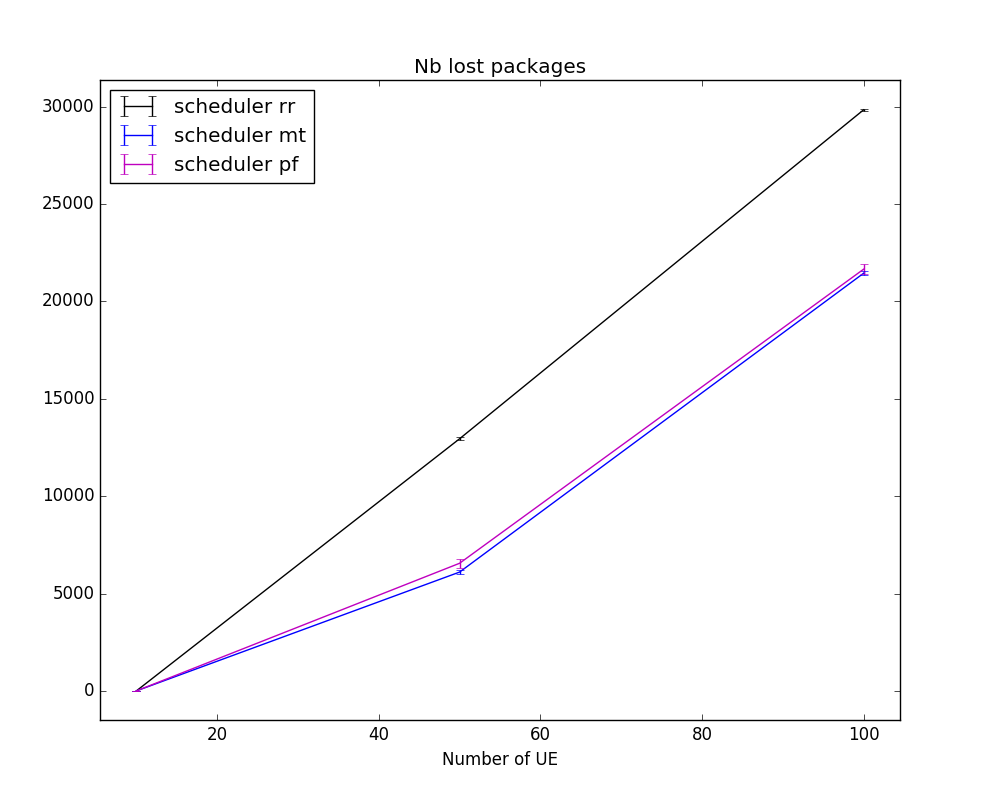 Nb lost packages
scheduler rr
scheduler mt
scheduler pf
30000
25000
20000
15000
10000
5000
0
20 40 60 80 100
Number of UE